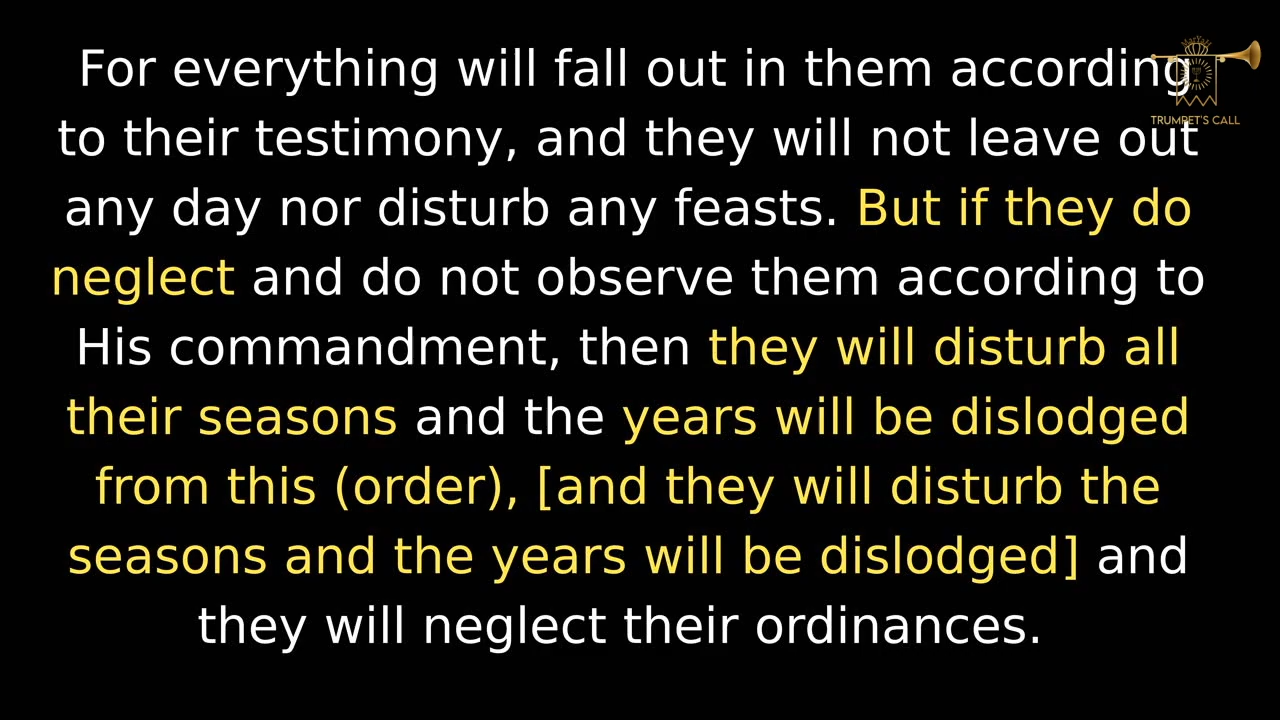 For everything will fall out in them according
to their testimony, and they will not leave out
any day nor disturb any feasts. But if they do
neglect and do not observe them according to
His commandment, then they will disturb all
their seasons and the years will be dislodged
from this (order), [and they will disturb the
seasons and the years will be dislodged] and
they will neglect their ordinances.
TRUMPET'S CALL